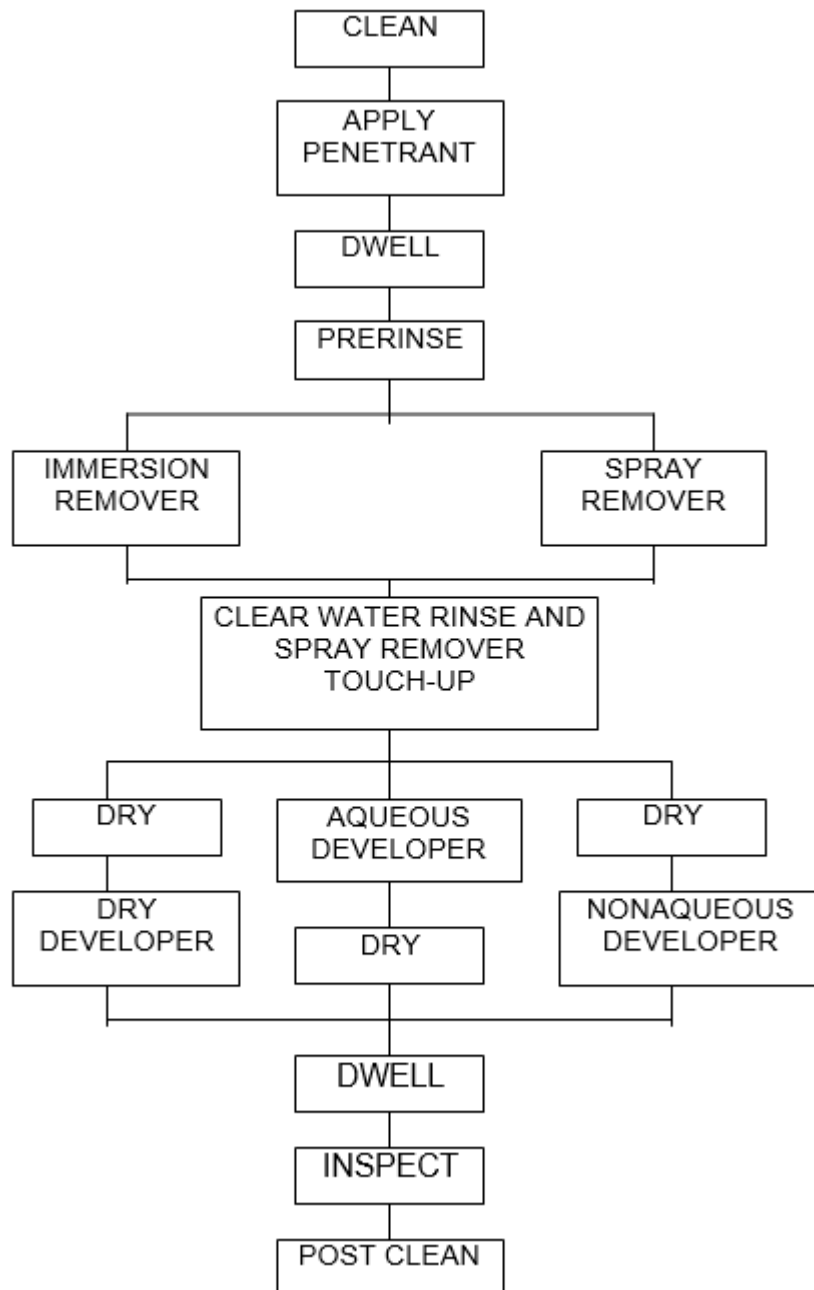 CLEAN
APPLY
PENETRANT
DWELL
PRERINSE
IMMERSION
REMOVER
SPRAY
REMOVER
CLEAR WATER RINSE AND
SPRAY REMOVER
TOUCH-UP
DRY
DRY
DEVELOPER
AQUEOUS
DEVELOPER
DRY
DRY
NONAQUEOUS
DEVELOPER
DWELL
INSPECT
POST CLEAN